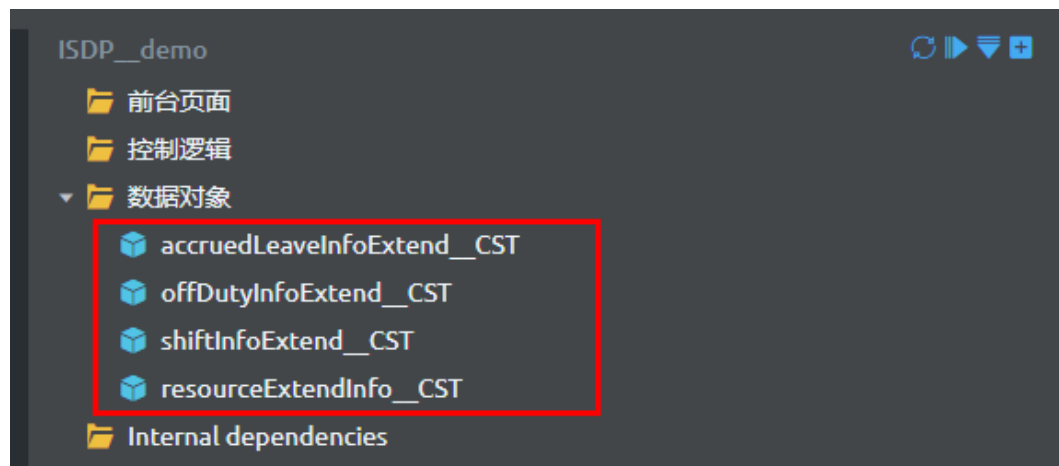 ISDP__demo
前台页面
控制逻辑
数据对象
accruedLeaveInfoExtend__CST
offDutyInfoExtend__CST
shiftInfoExtend__CST
resourceExtendInfo__CST
Internal dependencies